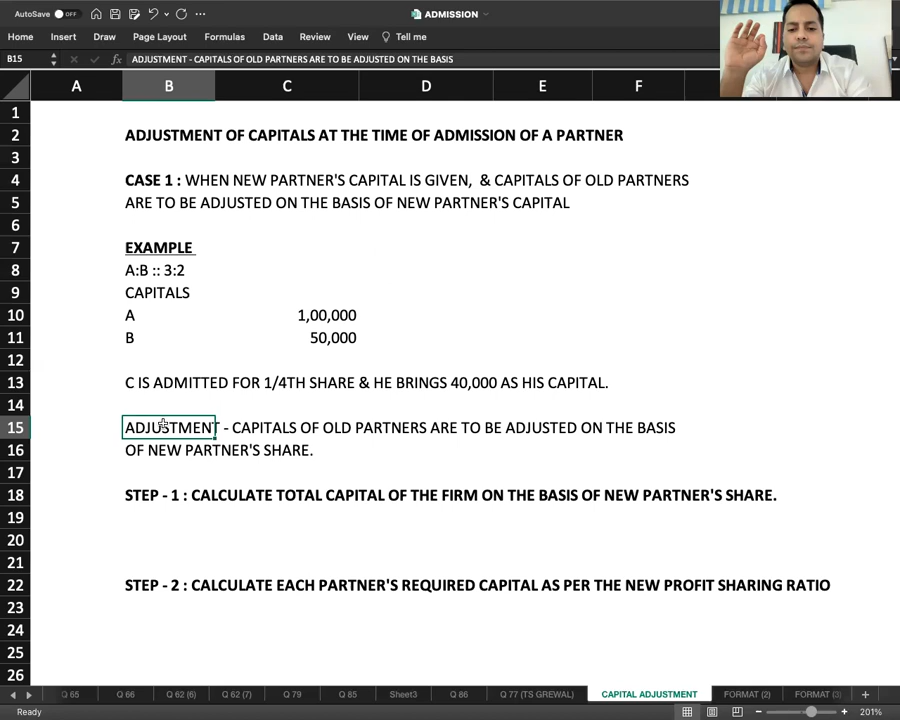 AutoSave OFF ADMISSION
Home Insert Draw Page Layout Formulas Data Review View Tell me
B15 fx ADJUSTMENT - CAPITALS OF OLD PARTNERS ARE TO BE ADJUSTED ON THE BASIS
A B C D E F
1
2 ADJUSTMENT OF CAPITALS AT THE TIME OF ADMISSION OF A PARTNER
3
4 CASE 1 : WHEN NEW PARTNER'S CAPITAL IS GIVEN, & CAPITALS OF OLD PARTNERS
5 ARE TO BE ADJUSTED ON THE BASIS OF NEW PARTNER'S CAPITAL
6
7 EXAMPLE
8 A:B :: 3:2
9 CAPITALS
10 A 1,00,000
11 B 50,000
12
13 C IS ADMITTED FOR 1/4TH SHARE & HE BRINGS 40,000 AS HIS CAPITAL.
14
15 ADJUSTMENT - CAPITALS OF OLD PARTNERS ARE TO BE ADJUSTED ON THE BASIS
16 OF NEW PARTNER'S SHARE.
17
18 STEP - 1 : CALCULATE TOTAL CAPITAL OF THE FIRM ON THE BASIS OF NEW PARTNER'S SHARE.
19
20
21
22 STEP - 2 : CALCULATE EACH PARTNER'S REQUIRED CAPITAL AS PER THE NEW PROFIT SHARING RATIO
23
24
25
26
Q 65 Q 66 Q 62 (6) Q 62 (7) Q 79 Q 85 Sheet3 Q 86 Q 77 (TS GREWAL) CAPITAL ADJUSTMENT FORMAT (2) FORMAT (3) +
Ready 201%